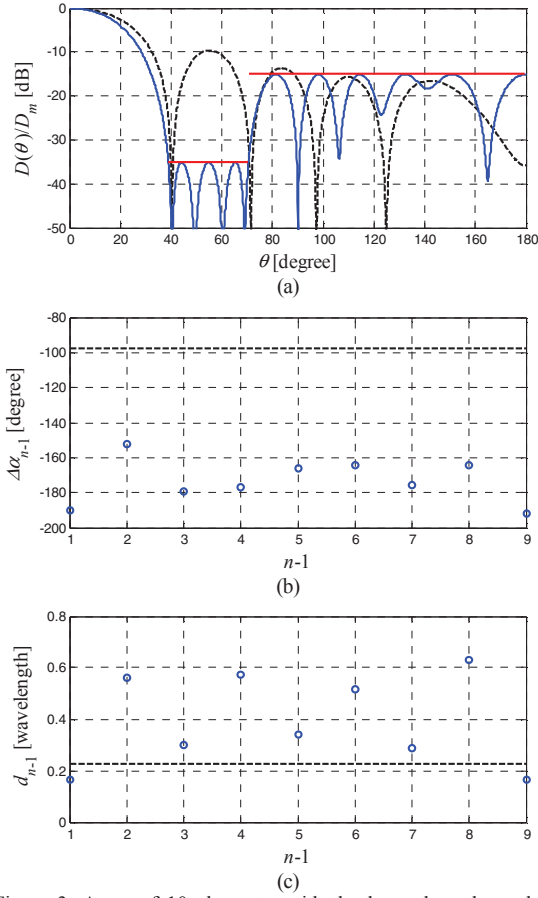 0
-10
-20
-30
-40
-50
D(θ)/D_m [dB]
0 20 40 60 80 100 120 140 160 180
θ [degree]
(a)
-80
-100
-120
-140
-160
-180
-200
Δα_{n-1} [degree]
1 2 3 4 5 6 7 8 9
n-1
(b)
0.8
0.6
0.4
0.2
0
d_{n-1} [wavelength]
1 2 3 4 5 6 7 8 9
n-1
(c)